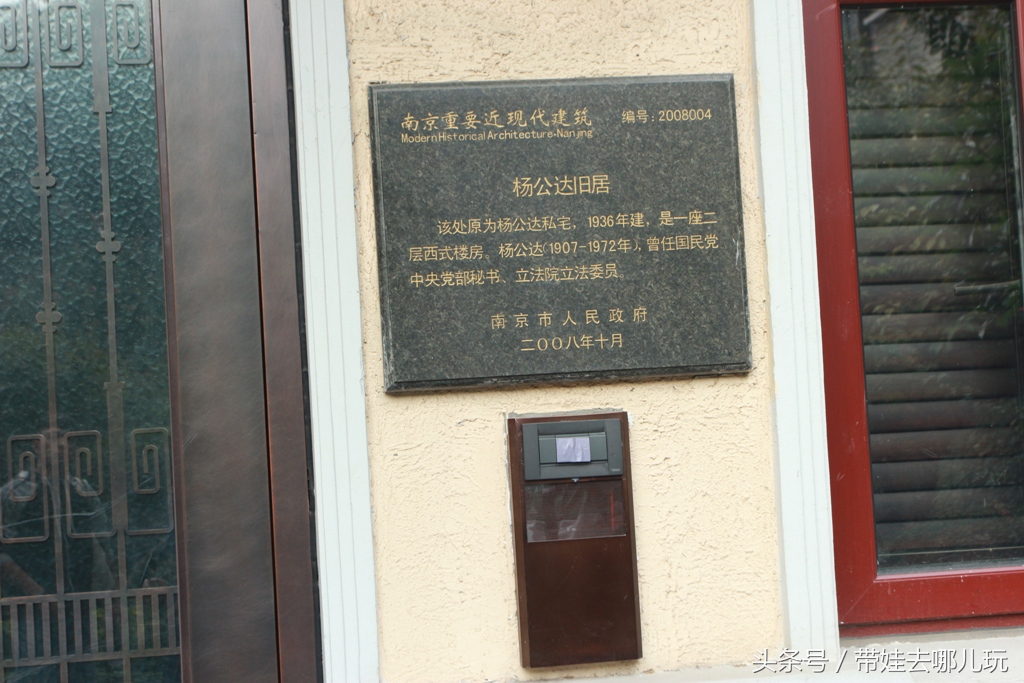 南京重要近现代建筑 编号：2008004
Modern Historical Architecture·Nanjing
杨公达旧居
该处原为杨公达私宅，1936年建，是一座二
层西式楼房。杨公达（1907-1972年），曾任国民党
中央党部秘书、立法院立法委员。
南京市人民政府
二〇〇八年十月
头条号 / 带娃去哪儿玩